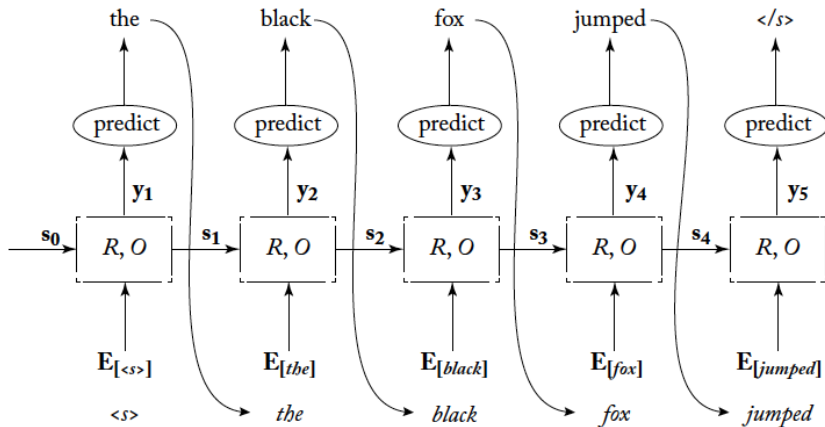 the black fox jumped </s>
predict predict predict predict predict
y1 y2 y3 y4 y5
s0 R, O s1 R, O s2 R, O s3 R, O s4 R, O
E[<s>] E[the] E[black] E[fox] E[jumped]
<s> the black fox jumped